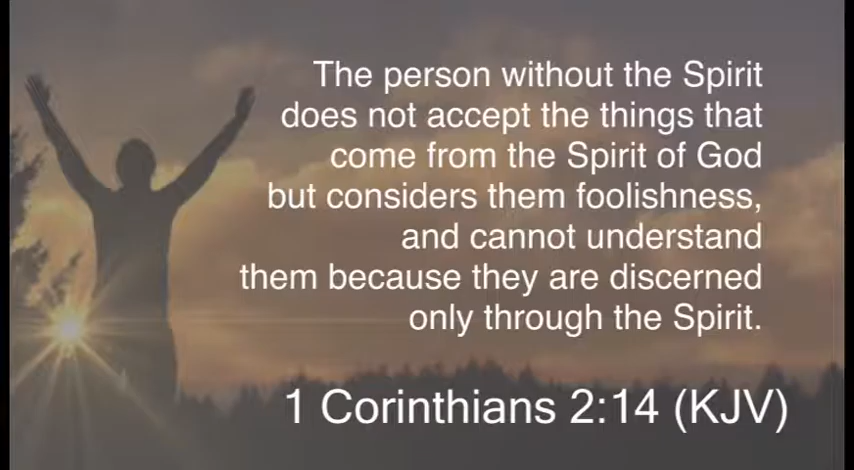 The person without the Spirit
does not accept the things that
come from the Spirit of God
but considers them foolishness,
and cannot understand
them because they are discerned
only through the Spirit.
1 Corinthians 2:14 (KJV)